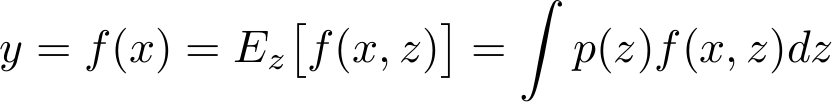 y = f(x) = E_z[f(x, z)] = ∫ p(z)f(x, z)dz